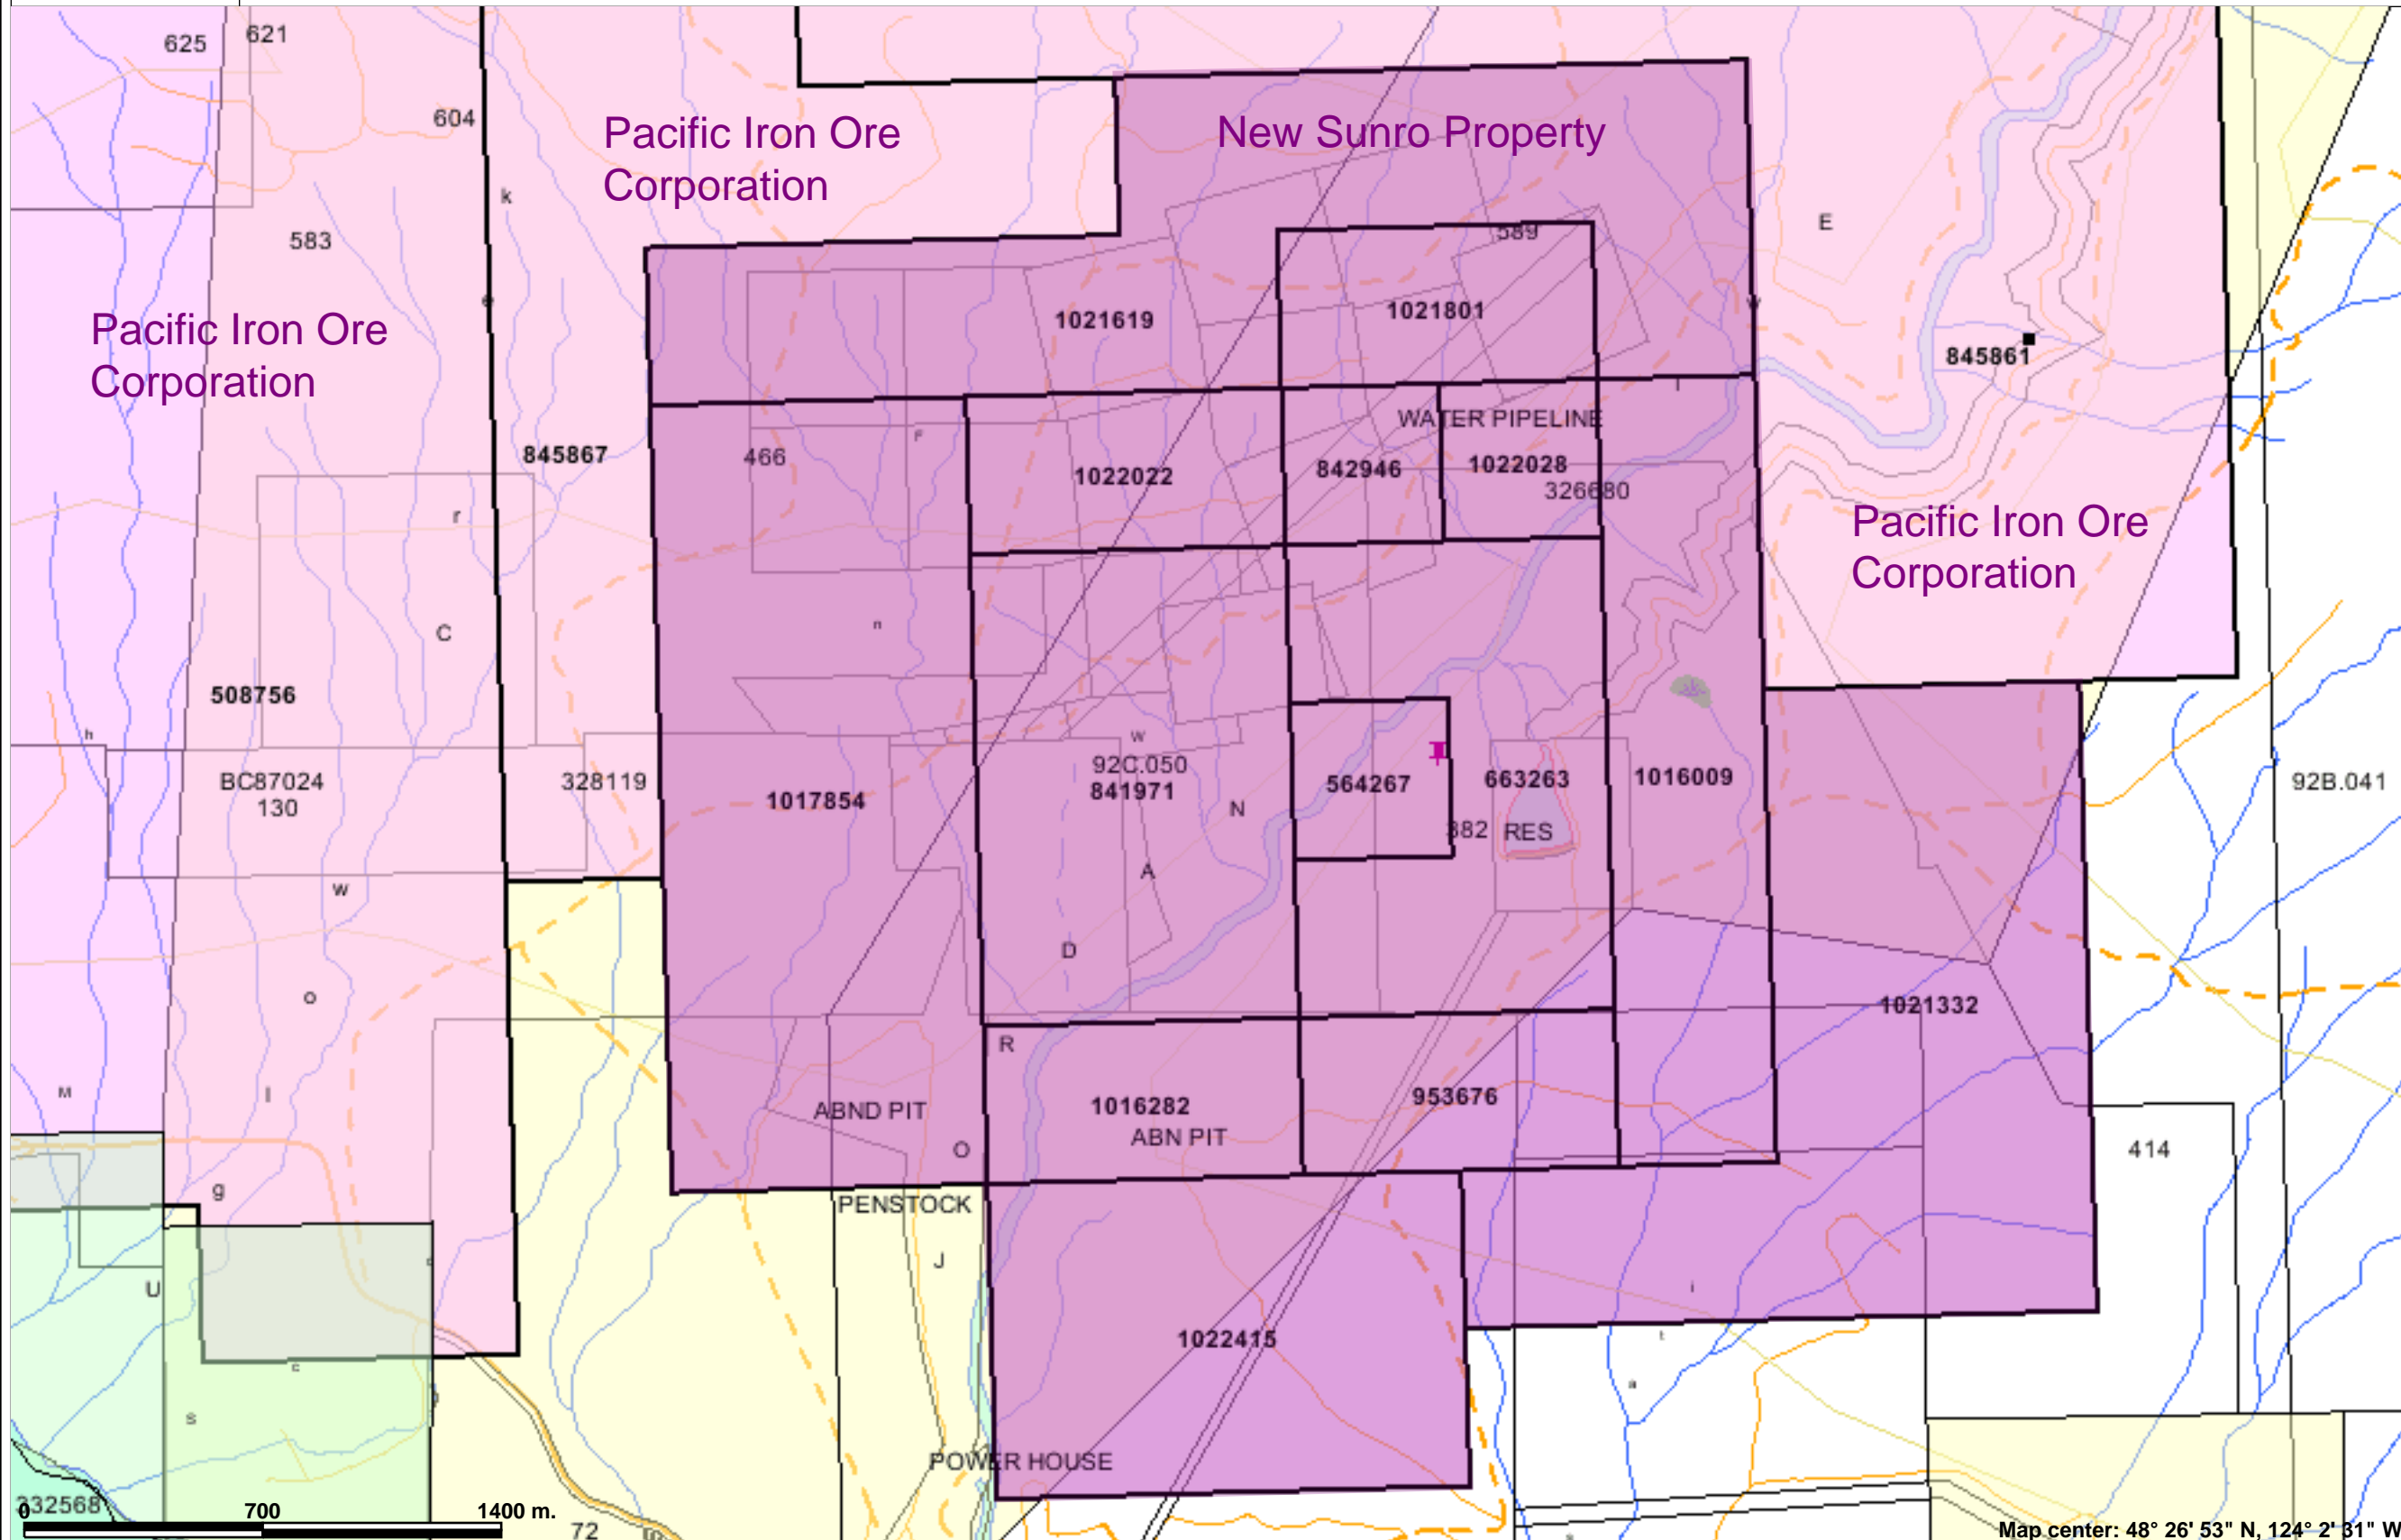 625
621
604
Pacific Iron Ore
Corporation
New Sunro Property
k
E
583
589
e
1021619
1021801
Pacific Iron Ore
Corporation
845861
WATER PIPELINE
F
845867
466
1022022
842946
1022028
326680
r
Pacific Iron Ore
Corporation
n
C
508756
h
w
92C.050
841971
BC87024
130
328119
1017854
564267
663263
1016009
92B.041
N
382
RES
A
w
D
o
1021332
R
M
l
1016282
953676
ABND PIT
ABN PIT
O
414
g
PENSTOCK
J
U
i
1022415
t
c
a
s
POWER HOUSE
332568
0
700
1400 m.
72
Map center: 48° 26' 53" N, 124° 2' 31" W